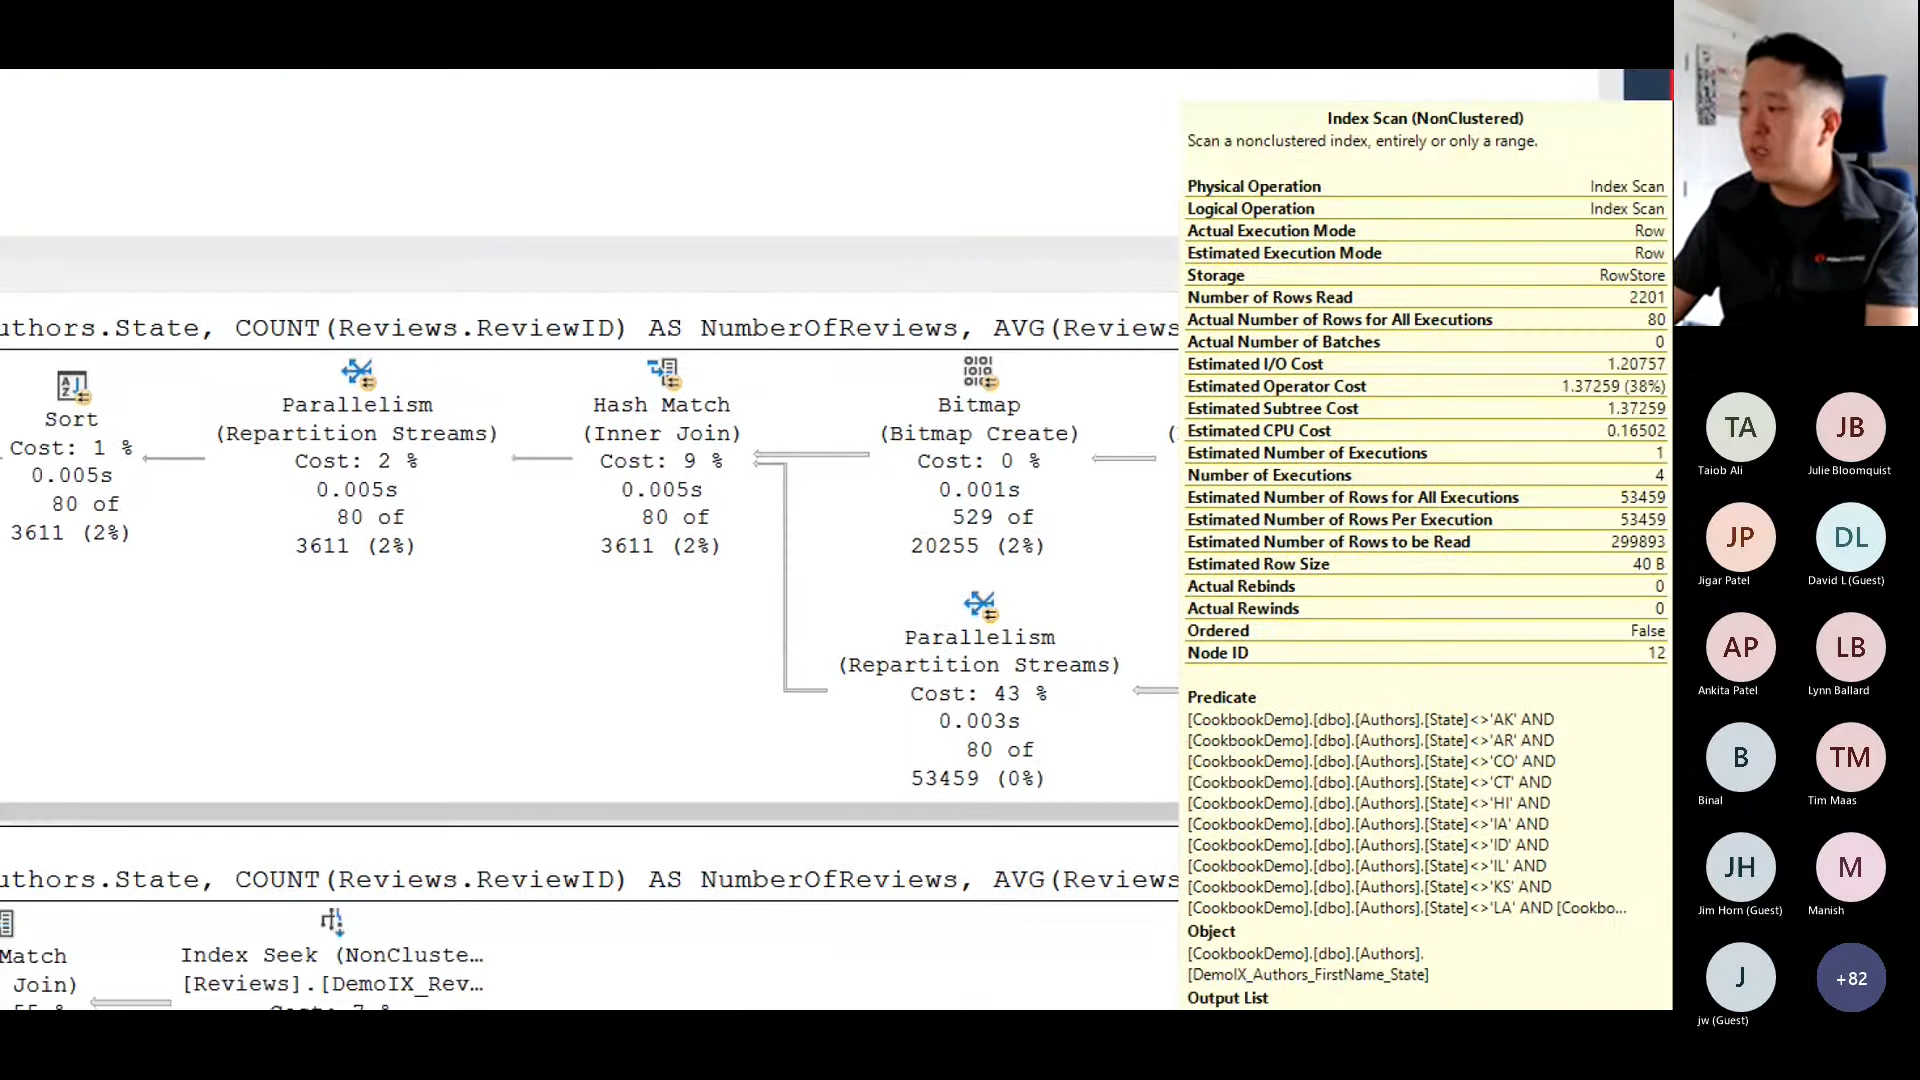 uthors.State, COUNT(Reviews.ReviewID) AS NumberOfReviews, AVG(Reviews
Sort
Cost: 1 %
0.005s
80 of
3611 (2%)
Parallelism
(Repartition Streams)
Cost: 2 %
0.005s
80 of
3611 (2%)
Hash Match
(Inner Join)
Cost: 9 %
0.005s
80 of
3611 (2%)
Bitmap
(Bitmap Create)
Cost: 0 %
0.001s
529 of
20255 (2%)
Parallelism
(Repartition Streams)
Cost: 43 %
0.003s
80 of
53459 (0%)
uthors.State, COUNT(Reviews.ReviewID) AS NumberOfReviews, AVG(Reviews
Match
Join)
Index Seek (NonCluste...
[Reviews].[DemoIX_Rev...
Index Scan (NonClustered)
Scan a nonclustered index, entirely or only a range.
Physical Operation Index Scan
Logical Operation Index Scan
Actual Execution Mode Row
Estimated Execution Mode Row
Storage RowStore
Number of Rows Read 2201
Actual Number of Rows for All Executions 80
Actual Number of Batches 0
Estimated I/O Cost 1.20757
Estimated Operator Cost 1.37259 (38%)
Estimated Subtree Cost 1.37259
Estimated CPU Cost 0.16502
Estimated Number of Executions 1
Number of Executions 4
Estimated Number of Rows for All Executions 53459
Estimated Number of Rows Per Execution 53459
Estimated Number of Rows to be Read 299893
Estimated Row Size 40 B
Actual Rebinds 0
Actual Rewinds 0
Ordered False
Node ID 12
Predicate
[CookbookDemo].[dbo].[Authors].[State]<>'AK' AND
[CookbookDemo].[dbo].[Authors].[State]<>'AR' AND
[CookbookDemo].[dbo].[Authors].[State]<>'CO' AND
[CookbookDemo].[dbo].[Authors].[State]<>'CT' AND
[CookbookDemo].[dbo].[Authors].[State]<>'HI' AND
[CookbookDemo].[dbo].[Authors].[State]<>'IA' AND
[CookbookDemo].[dbo].[Authors].[State]<>'ID' AND
[CookbookDemo].[dbo].[Authors].[State]<>'IL' AND
[CookbookDemo].[dbo].[Authors].[State]<>'KS' AND
[CookbookDemo].[dbo].[Authors].[State]<>'LA' AND [Cookbo...
Object
[CookbookDemo].[dbo].[Authors].
[DemoIX_Authors_FirstName_State]
Output List
TA
Taiob Ali
JB
Julie Bloomquist
JP
Jigar Patel
DL
David L (Guest)
AP
Ankita Patel
LB
Lynn Ballard
B
Binal
TM
Tim Maas
JH
Jim Horn (Guest)
M
Manish
J
jw (Guest)
+82